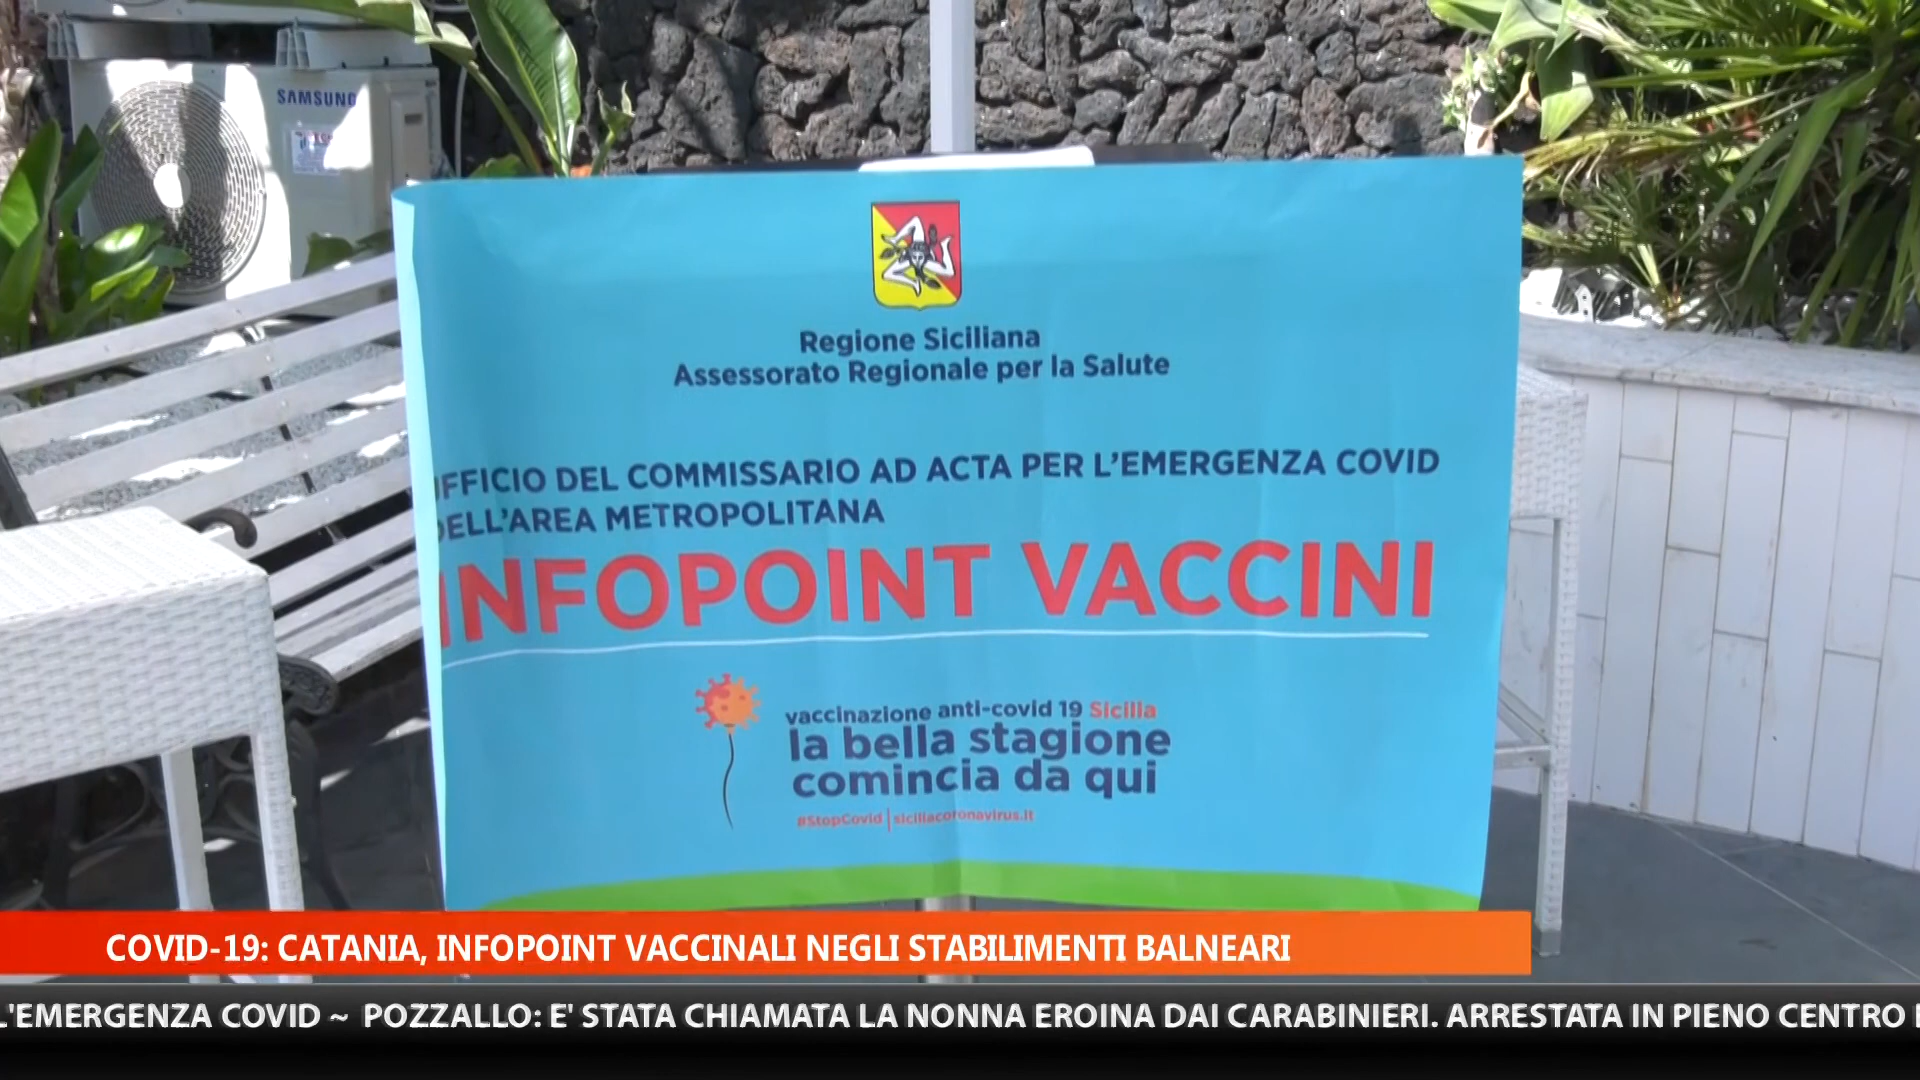 SAMSUNG
Regione Siciliana
Assessorato Regionale per la Salute
UFFICIO DEL COMMISSARIO AD ACTA PER L'EMERGENZA COVID
DELL'AREA METROPOLITANA
INFOPOINT VACCINI
vaccinazione anti-covid 19 Sicilia
la bella stagione
comincia da qui
#StopCovid | siciliacoronavirus.it
COVID-19: CATANIA, INFOPOINT VACCINALI NEGLI STABILIMENTI BALNEARI
L'EMERGENZA COVID ~ POZZALLO: E' STATA CHIAMATA LA NONNA EROINA DAI CARABINIERI. ARRESTATA IN PIENO CENTRO